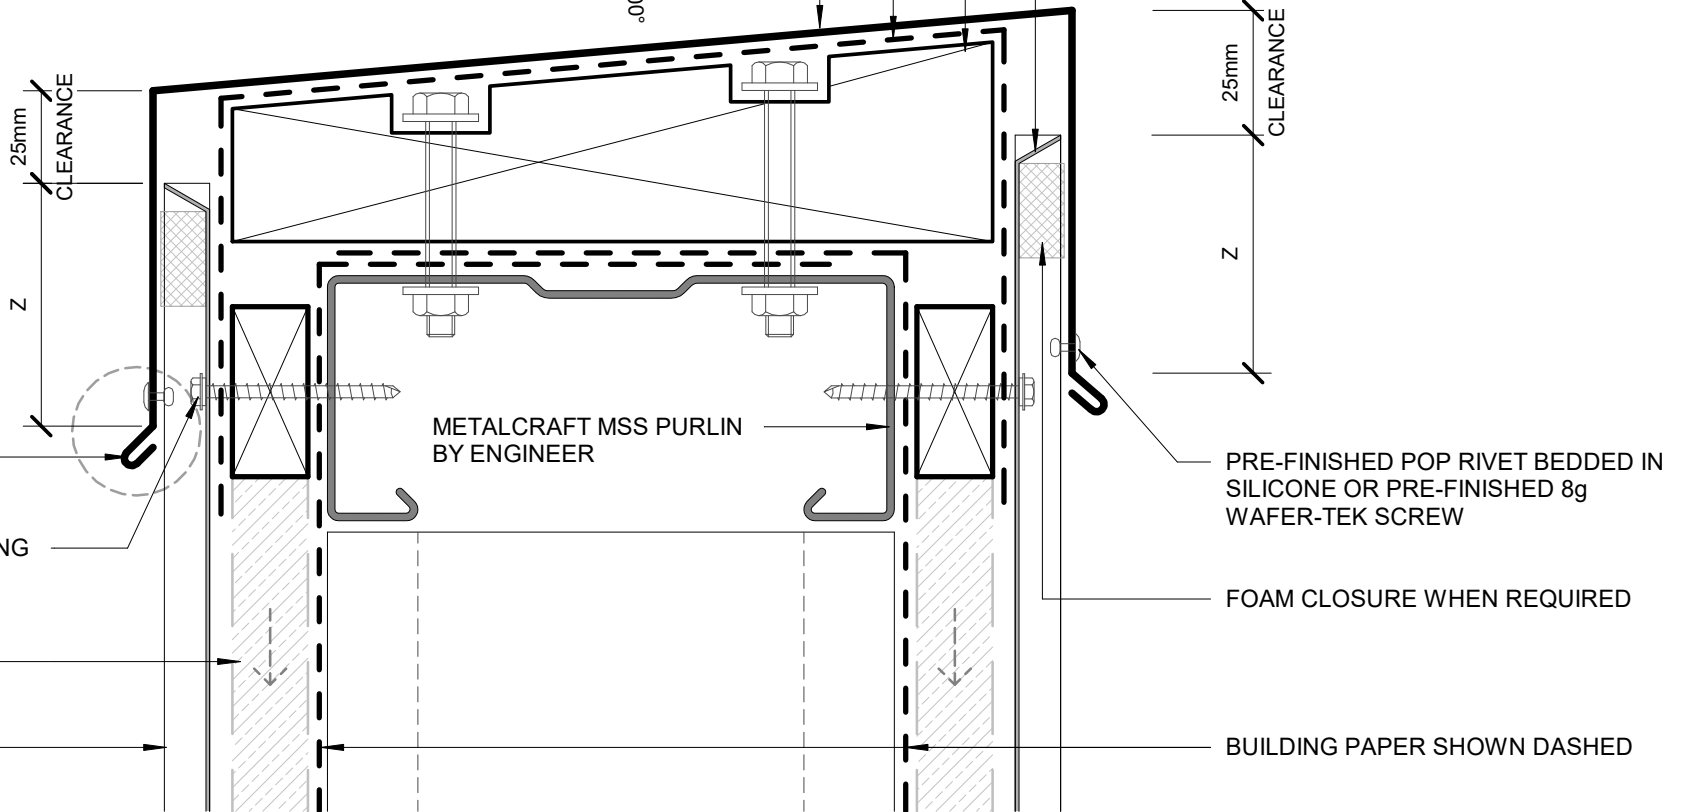 25mm
CLEARANCE
Z
25mm
CLEARANCE
Z
METALCRAFT MSS PURLIN
BY ENGINEER
PRE-FINISHED POP RIVET BEDDED IN
SILICONE OR PRE-FINISHED 8g
WAFER-TEK SCREW
FOAM CLOSURE WHEN REQUIRED
BUILDING PAPER SHOWN DASHED